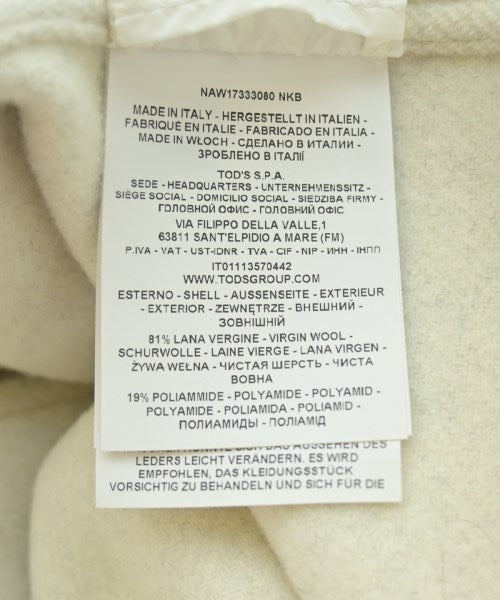 NAW17333080 NKB
MADE IN ITALY - HERGESTELLT IN ITALIEN -
FABRIQUÉ EN ITALIE - FABRICADO EN ITALIA -
MADE IN WŁOCH - СДЕЛАНО В ИТАЛИИ -
ЗРОБЛЕНО В ІТАЛІЇ
TOD'S S.P.A.
SEDE - HEADQUARTERS - UNTERNEHMENSSITZ -
SIÈGE SOCIAL - DOMICILIO SOCIAL - SIEDZIBA FIRMY -
ГОЛОВНОЙ ОФИС - ГОЛОВНИЙ ОФІС
VIA FILIPPO DELLA VALLE,1
63811 SANT'ELPIDIO A MARE (FM)
P.IVA - VAT - UST-IDNR - TVA - CIF - NIP - ИНН - ІНПП
IT01113570442
WWW.TODSGROUP.COM
ESTERNO - SHELL - AUSSENSEITE - EXTERIEUR
- EXTERIOR - ZEWNĘTRZE - ВНЕШНИЙ -
ЗОВНІШНІЙ
81% LANA VERGINE - VIRGIN WOOL -
SCHURWOLLE - LAINE VIERGE - LANA VIRGEN -
ŻYWA WEŁNA - ЧИСТАЯ ШЕРСТЬ - ЧИСТА
ВОВНА
19% POLIAMMIDE - POLYAMIDE - POLYAMID -
POLYAMIDE - POLIAMIDA - POLIAMID -
ПОЛИАМИДЫ - ПОЛІАМІД
KÖNNTE SICH DAS AUSSEHEN DES
LEDERS LEICHT VERÄNDERN. ES WIRD
EMPFOHLEN, DAS KLEIDUNGSSTÜCK
VORSICHTIG ZU BEHANDELN UND SICH FÜR DIE